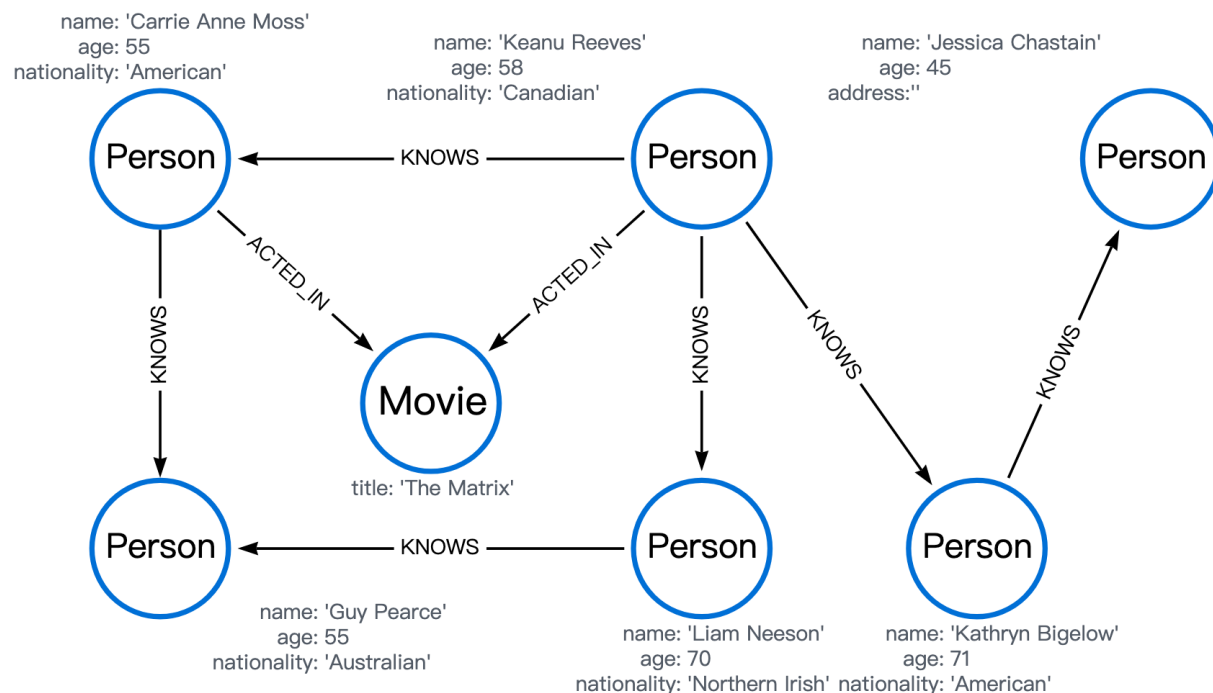 name: 'Carrie Anne Moss'
age: 55
nationality: 'American'
name: 'Keanu Reeves'
age: 58
nationality: 'Canadian'
name: 'Jessica Chastain'
age: 45
address:''
Person
KNOWS
Person
Person
ACTED_IN
ACTED_IN
KNOWS
KNOWS
KNOWS
KNOWS
Movie
title: 'The Matrix'
Person
KNOWS
Person
Person
name: 'Guy Pearce'
age: 55
nationality: 'Australian'
name: 'Liam Neeson'
age: 70
nationality: 'Northern Irish'
name: 'Kathryn Bigelow'
age: 71
nationality: 'American'